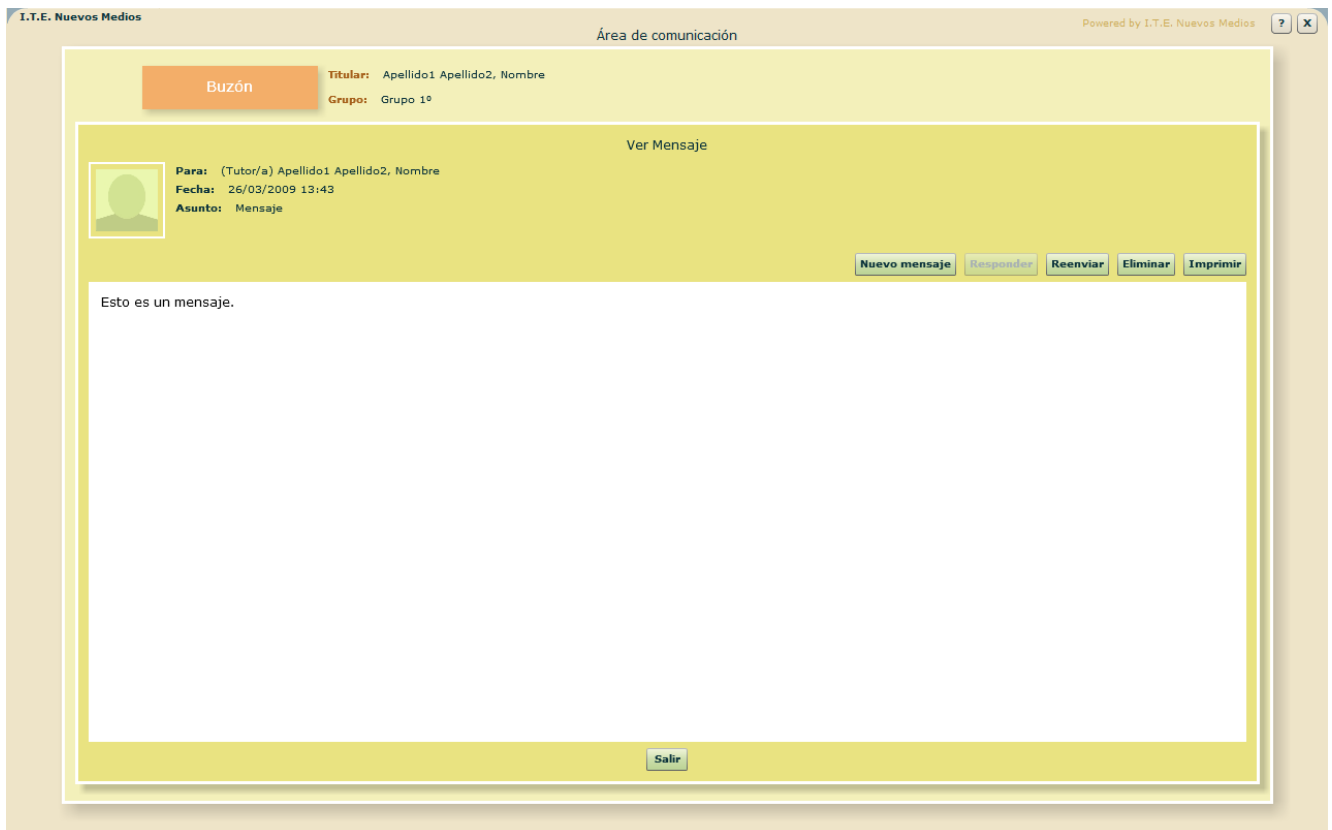 I.T.E. Nuevos Medios
Powered by I.T.E. Nuevos Medios ? X
Área de comunicación
Buzón
Titular: Apellido1 Apellido2, Nombre
Grupo: Grupo 1º
Ver Mensaje
Para: (Tutor/a) Apellido1 Apellido2, Nombre
Fecha: 26/03/2009 13:43
Asunto: Mensaje
Nuevo mensaje Responder Reenviar Eliminar Imprimir
Esto es un mensaje.
Salir